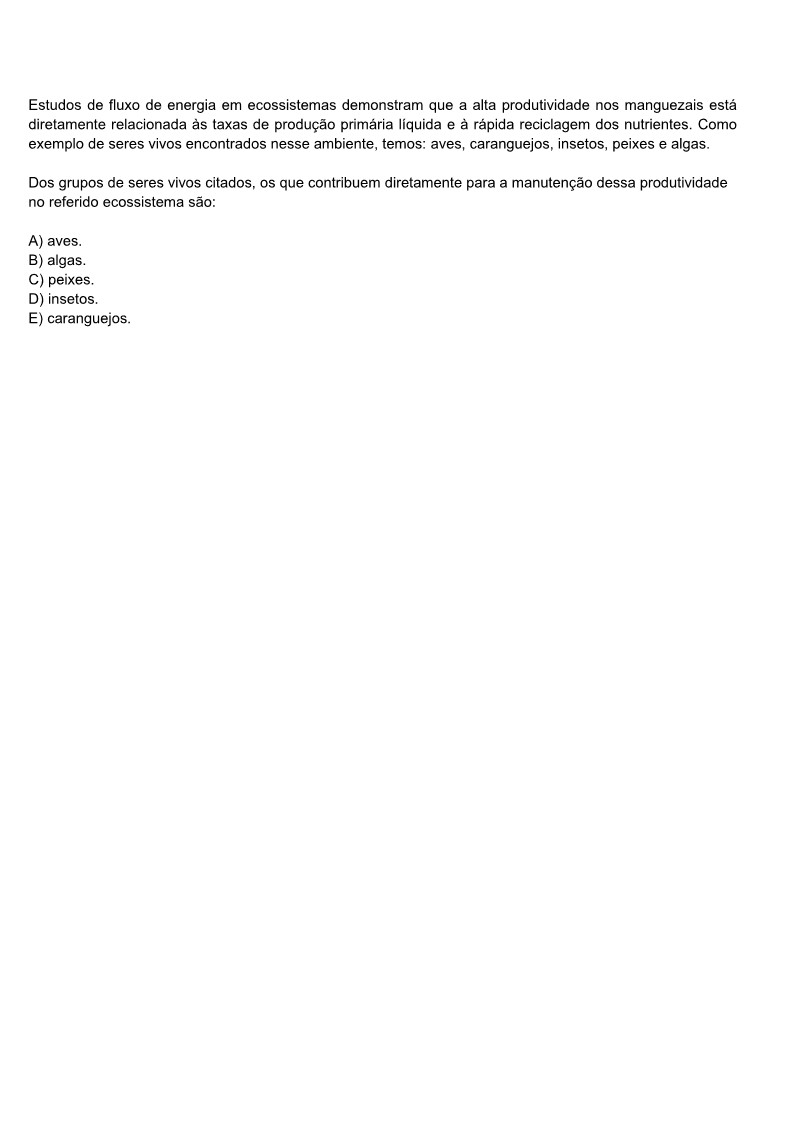 Estudos de fluxo de energia em ecossistemas demonstram que a alta produtividade nos manguezais está
diretamente relacionada às taxas de produção primária líquida e à rápida reciclagem dos nutrientes. Como
exemplo de seres vivos encontrados nesse ambiente, temos: aves, caranguejos, insetos, peixes e algas.
Dos grupos de seres vivos citados, os que contribuem diretamente para a manutenção dessa produtividade
no referido ecossistema são:
A) aves.
B) algas.
C) peixes.
D) insetos.
E) caranguejos.